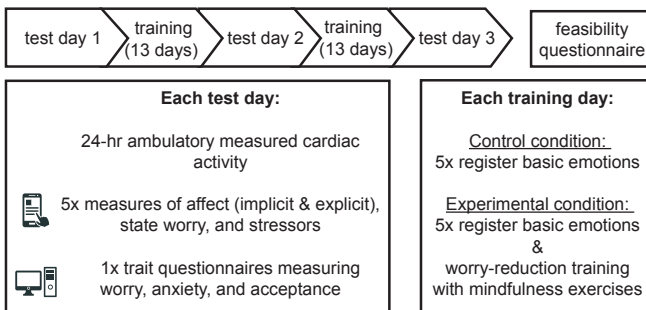 test day 1
training
(13 days)
test day 2
training
(13 days)
test day 3
feasibility
questionnaire
Each test day:
24-hr ambulatory measured cardiac
activity
5x measures of affect (implicit & explicit),
state worry, and stressors
1x trait questionnaires measuring
worry, anxiety, and acceptance
Each training day:
Control condition:
5x register basic emotions
Experimental condition:
5x register basic emotions
&
worry-reduction training
with mindfulness exercises